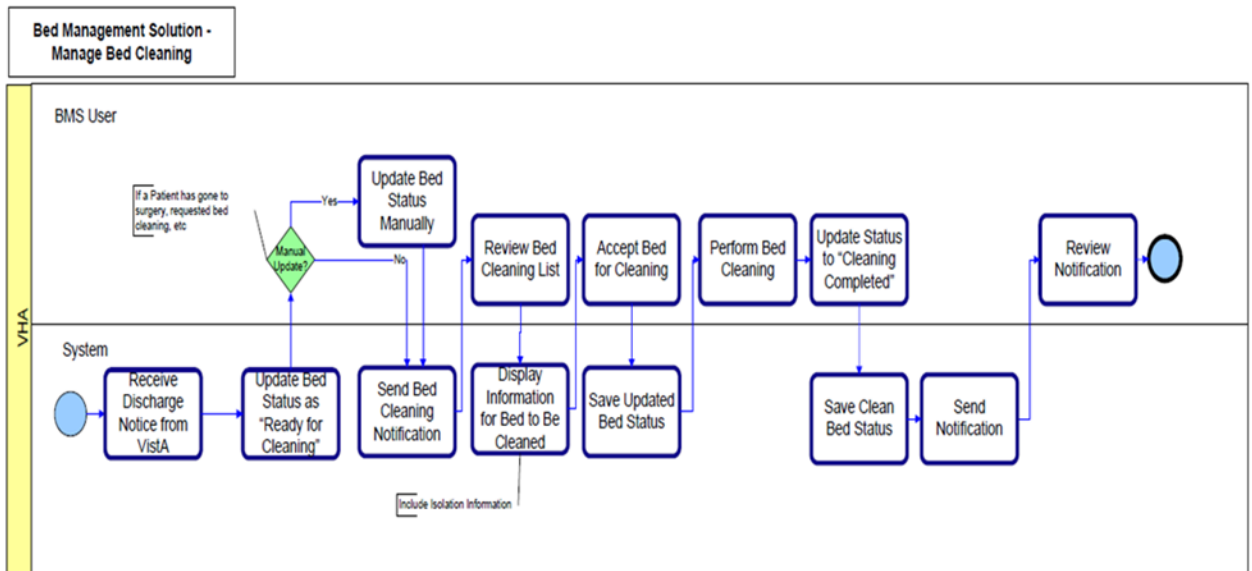 Bed Management Solution -
Manage Bed Cleaning
VHA
BMS User
If a Patient has gone to
surgery, requested bed
cleaning, etc
Manual
Update?
Yes
No
Update Bed
Status
Manually
Review Bed
Cleaning List
Accept Bed
for Cleaning
Perform Bed
Cleaning
Update Status
to “Cleaning
Completed”
Review
Notification
System
Receive
Discharge
Notice from
VistA
Update Bed
Status as
“Ready for
Cleaning”
Send Bed
Cleaning
Notification
Display
Information
for Bed to Be
Cleaned
Save Updated
Bed Status
Save Clean
Bed Status
Send
Notification
Include Isolation Information